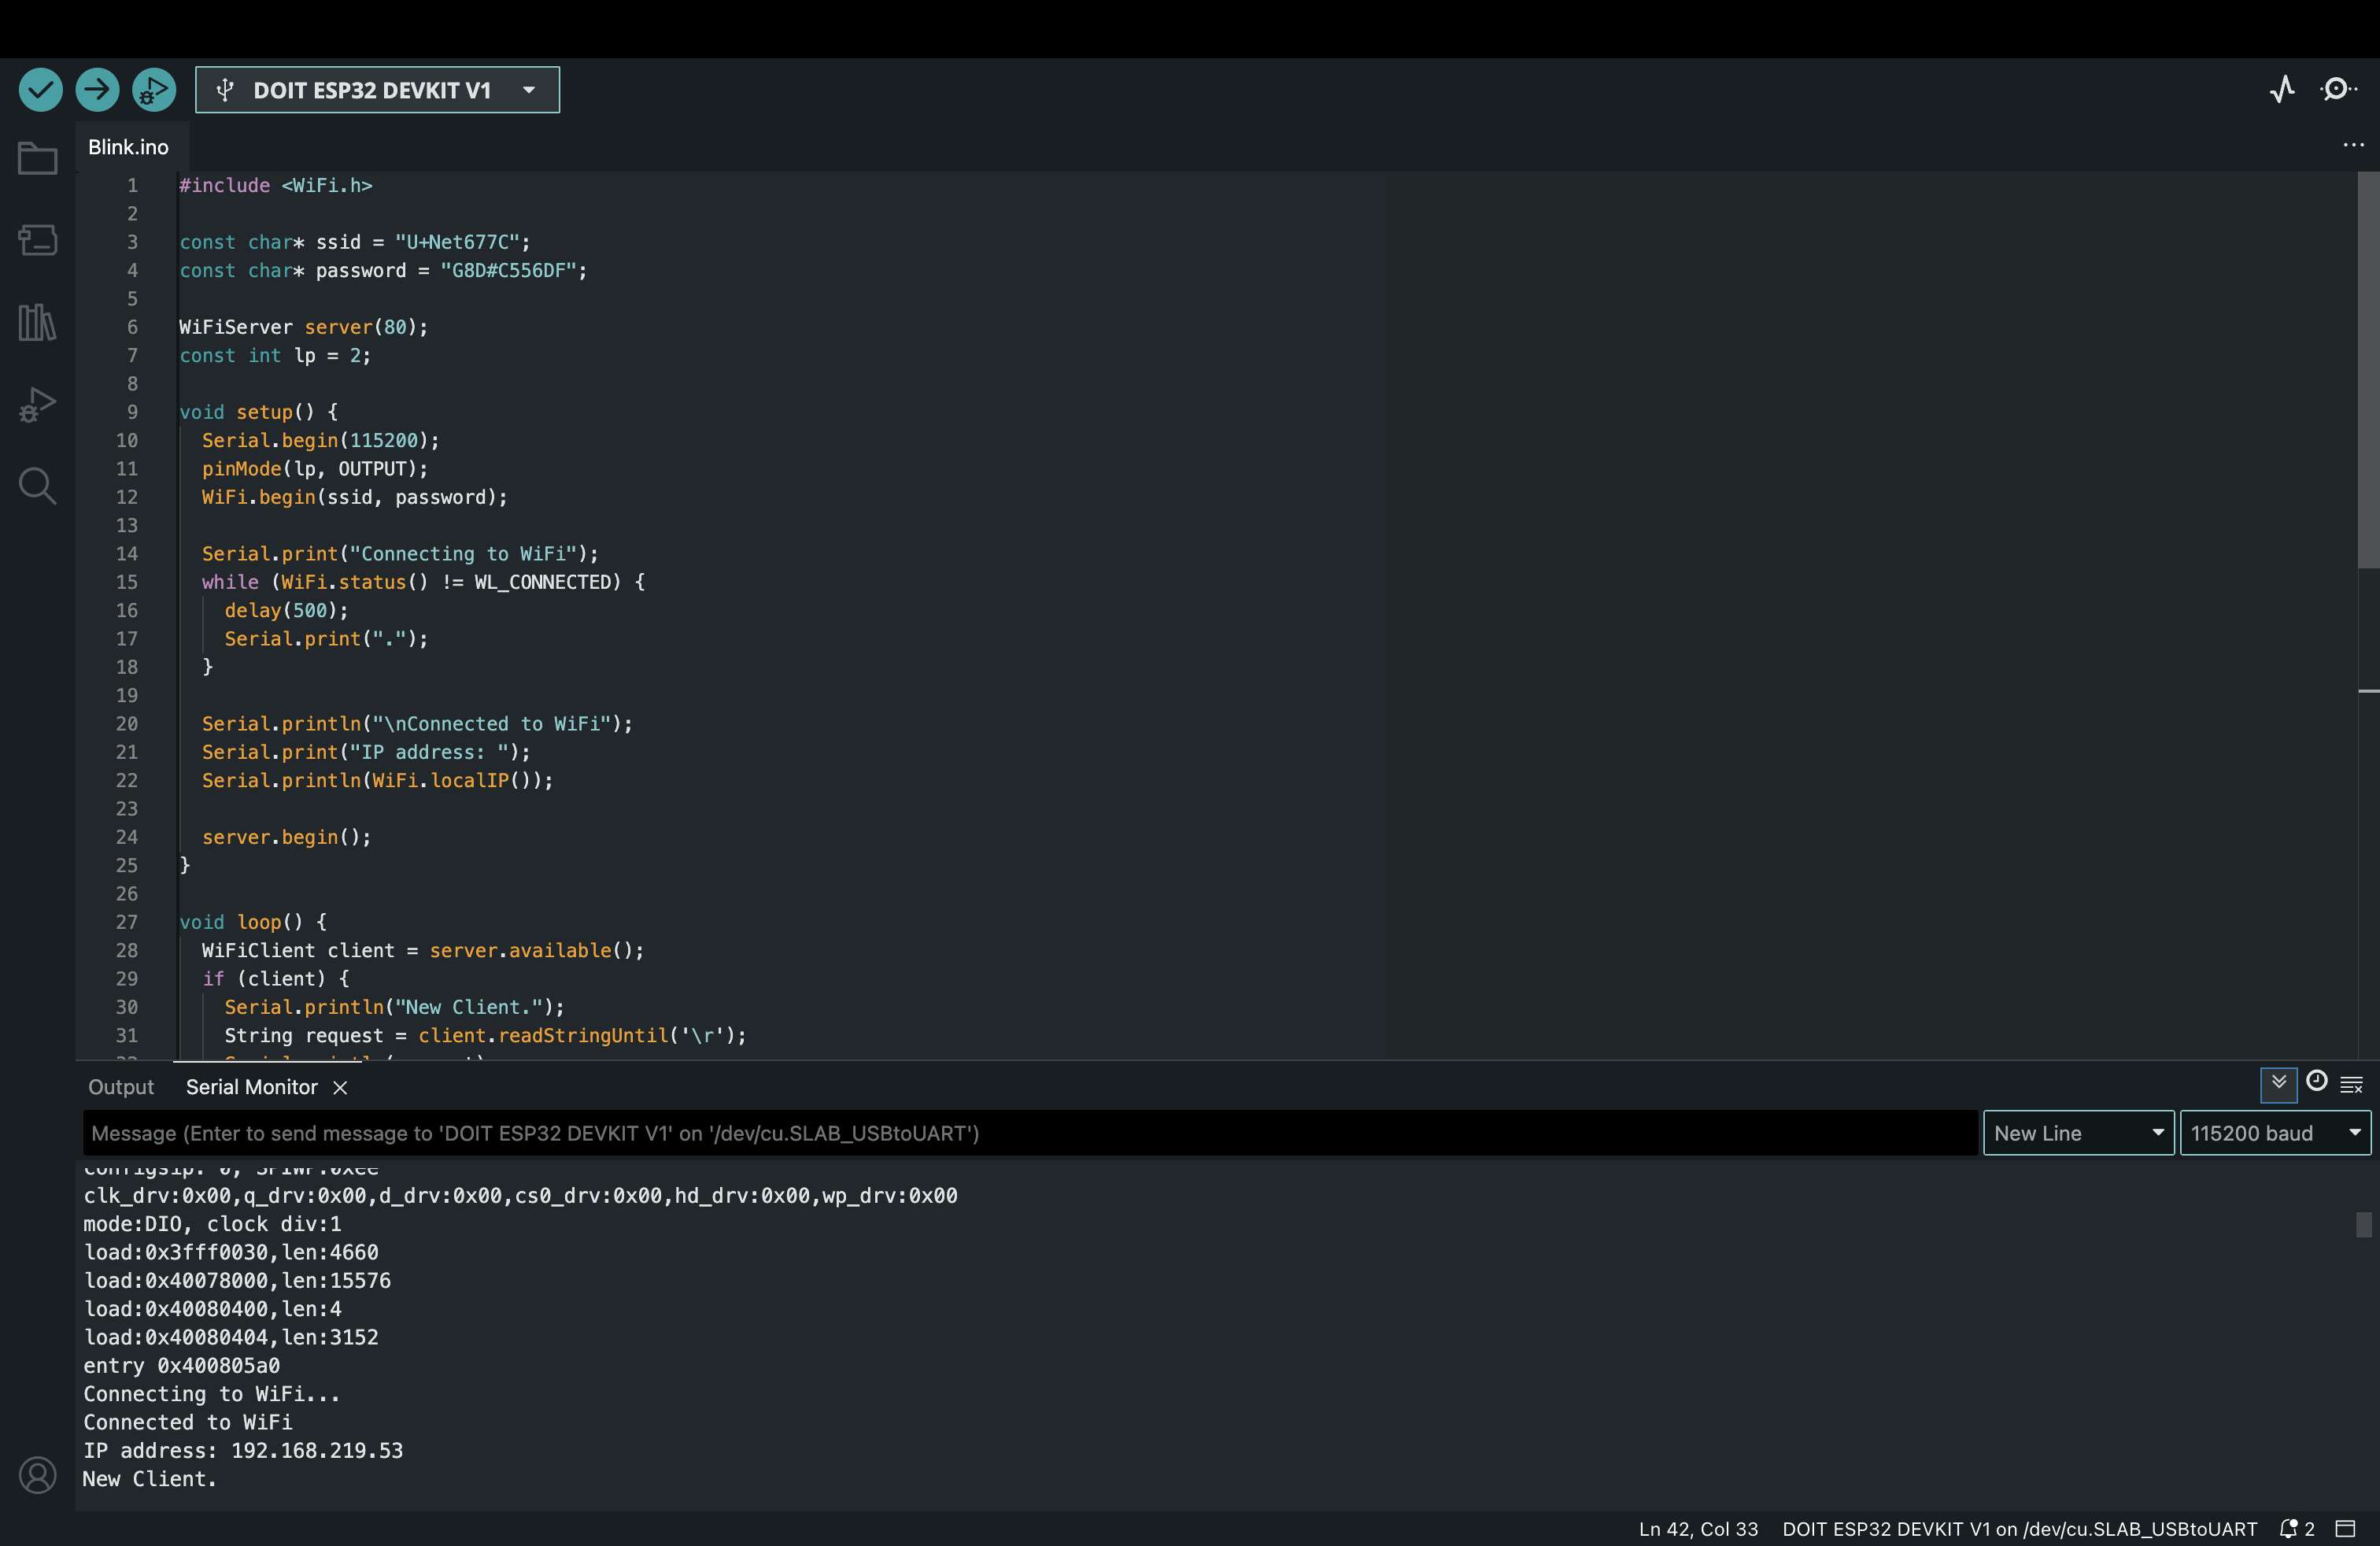 DOIT ESP32 DEVKIT V1
Blink.ino
1 #include <WiFi.h>
2
3 const char* ssid = "U+Net677C";
4 const char* password = "G8D#C556DF";
5
6 WiFiServer server(80);
7 const int lp = 2;
8
9 void setup() {
10 Serial.begin(115200);
11 pinMode(lp, OUTPUT);
12 WiFi.begin(ssid, password);
13
14 Serial.print("Connecting to WiFi");
15 while (WiFi.status() != WL_CONNECTED) {
16 delay(500);
17 Serial.print(".");
18 }
19
20 Serial.println("\nConnected to WiFi");
21 Serial.print("IP address: ");
22 Serial.println(WiFi.localIP());
23
24 server.begin();
25 }
26
27 void loop() {
28 WiFiClient client = server.available();
29 if (client) {
30 Serial.println("New Client.");
31 String request = client.readStringUntil('\r');
Output Serial Monitor
Message (Enter to send message to 'DOIT ESP32 DEVKIT V1' on '/dev/cu.SLAB_USBtoUART') New Line 115200 baud
configsip: 0, SPIWP:0xee
clk_drv:0x00,q_drv:0x00,d_drv:0x00,cs0_drv:0x00,hd_drv:0x00,wp_drv:0x00
mode:DIO, clock div:1
load:0x3fff0030,len:4660
load:0x40078000,len:15576
load:0x40080400,len:4
load:0x40080404,len:3152
entry 0x400805a0
Connecting to WiFi...
Connected to WiFi
IP address: 192.168.219.53
New Client.
Ln 42, Col 33 DOIT ESP32 DEVKIT V1 on /dev/cu.SLAB_USBtoUART 2